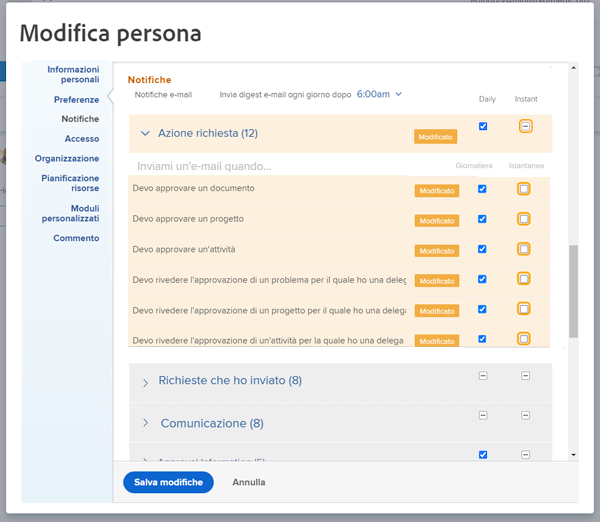 Modifica persona
Informazioni personali
Preferenze
Notifiche
Accesso
Organizzazione
Pianificazione risorse
Moduli personalizzati
Commento
Notifiche
Notifiche e-mail Invia digest e-mail ogni giorno dopo 6:00am
Daily Instant
Azione richiesta (12) Modificato
Inviami un'e-mail quando... Giornaliera Istantanea
Devo approvare un documento Modificato
Devo approvare un progetto Modificato
Devo approvare un'attività Modificato
Devo rivedere l'approvazione di un problema per il quale ho una deleg Modificato
Devo rivedere l'approvazione di un progetto per il quale ho una delega Modificato
Devo rivedere l'approvazione di un'attività per la quale ho una delega Modificato
Richieste che ho inviato (8)
Comunicazione (8)
Salva modifiche Annulla